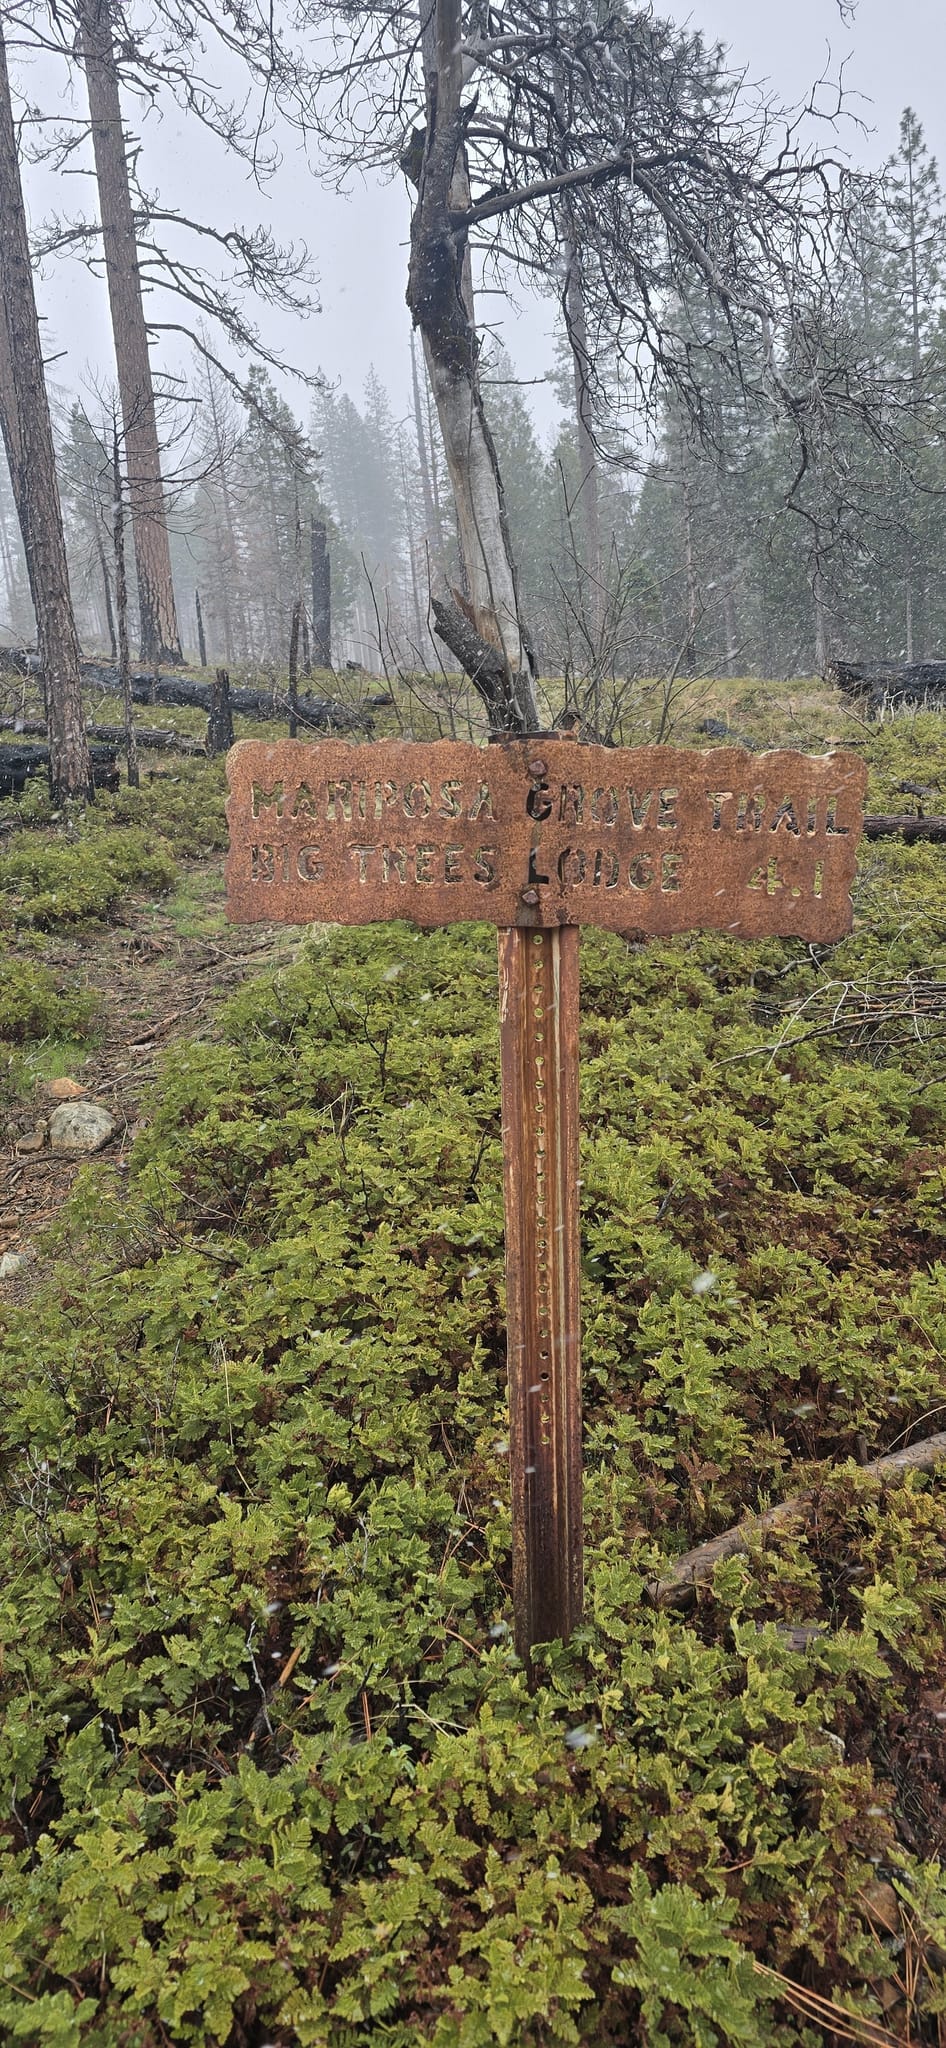 MARIPOSA GROVE TRAIL
BIG TREES LODGE 4.1